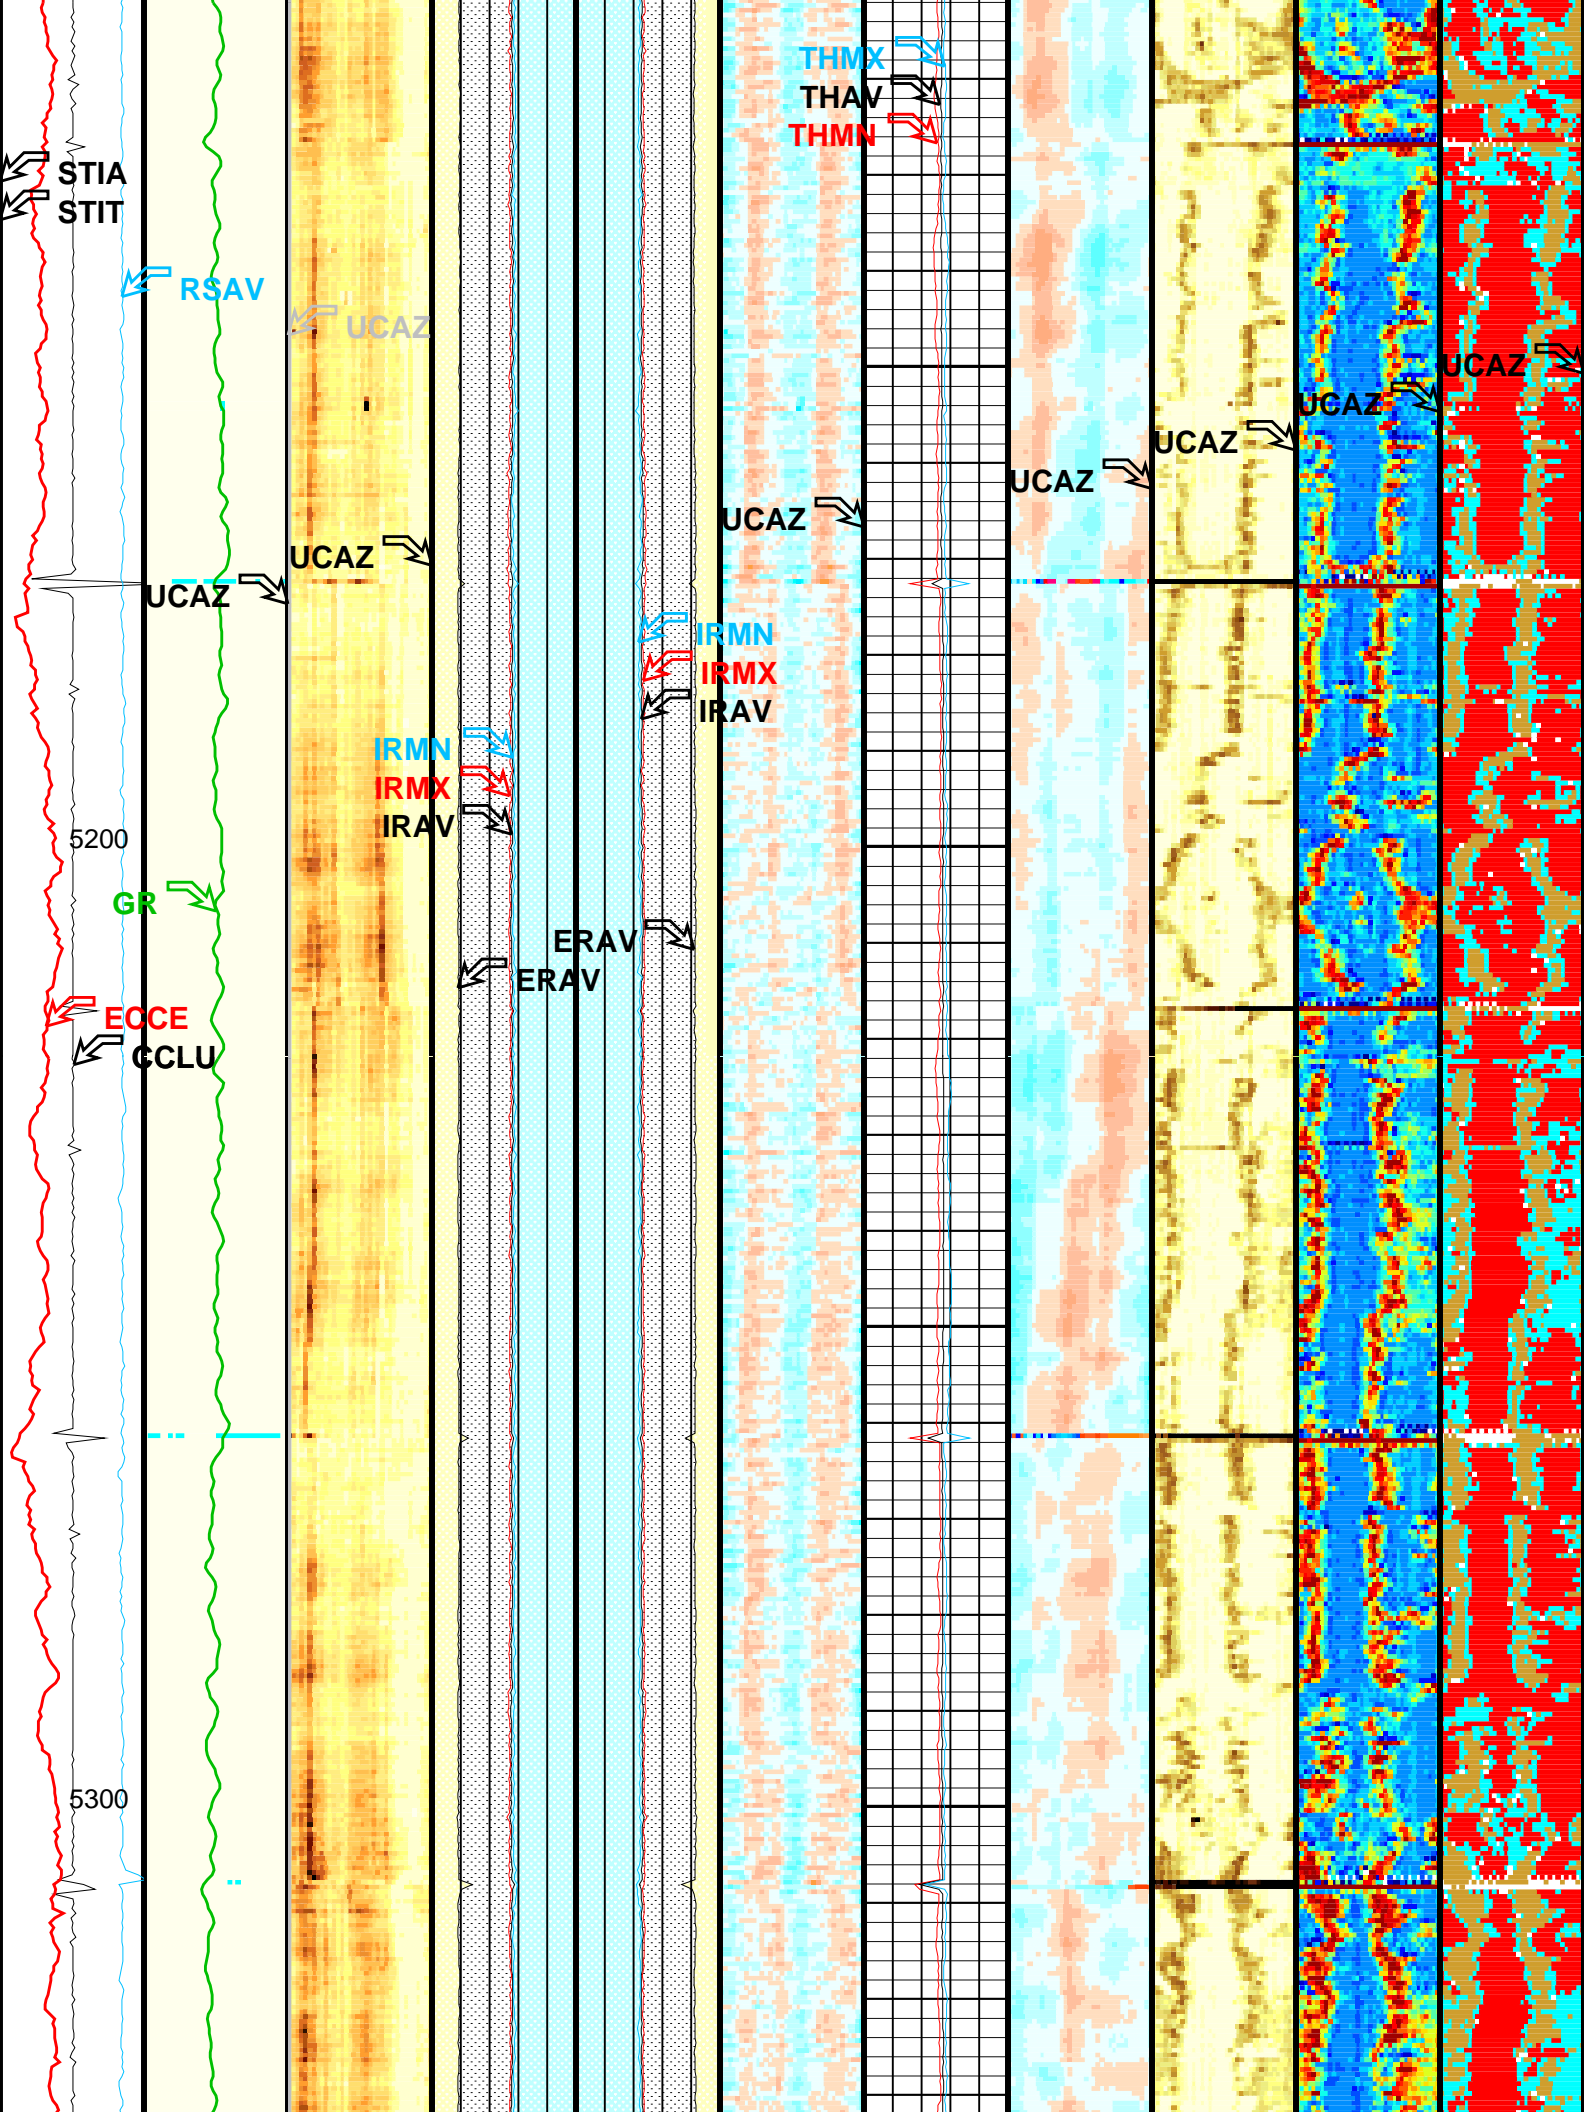 THMX
THAV
THMN
STIA
STIT
RSAV
UCAZ
UCAZ
UCAZ
UCAZ
UCAZ
UCAZ
UCAZ
UCAZ
IRMN
IRMX
IRAV
IRMN
IRMX
IRAV
5200
GR
ERAV
ERAV
ECCE
CCLU
5300